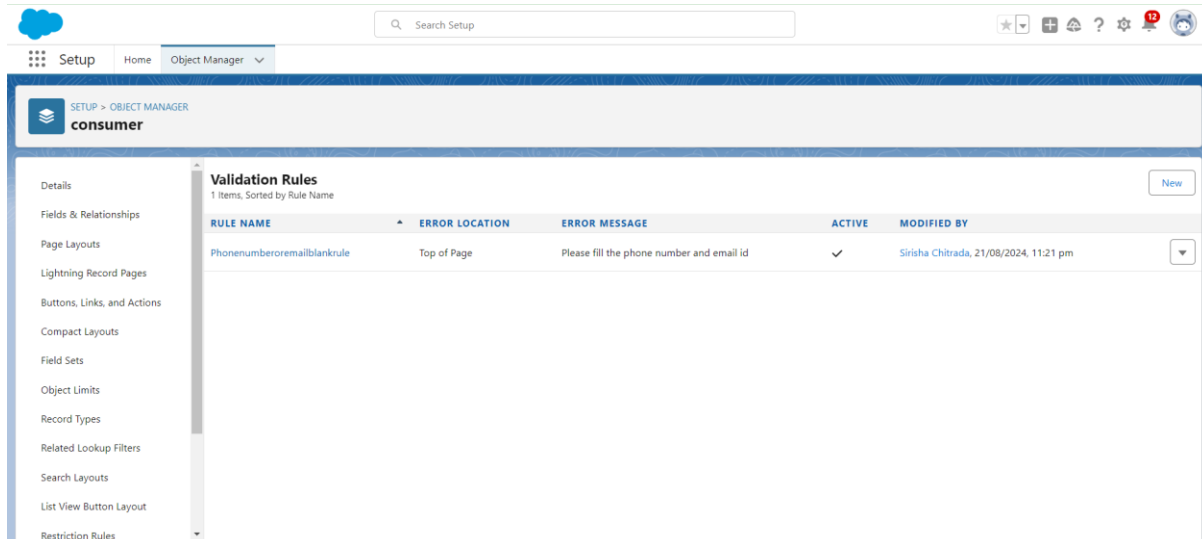 Search Setup
12
Setup
Home
Object Manager
SETUP > OBJECT MANAGER
consumer
Details
Fields & Relationships
Page Layouts
Lightning Record Pages
Buttons, Links, and Actions
Compact Layouts
Field Sets
Object Limits
Record Types
Related Lookup Filters
Search Layouts
List View Button Layout
Restriction Rules
Validation Rules
1 Items, Sorted by Rule Name
New
RULE NAME ERROR LOCATION ERROR MESSAGE ACTIVE MODIFIED BY
Phonenumberoremailblankrule Top of Page Please fill the phone number and email id Sirisha Chitrada, 21/08/2024, 11:21 pm